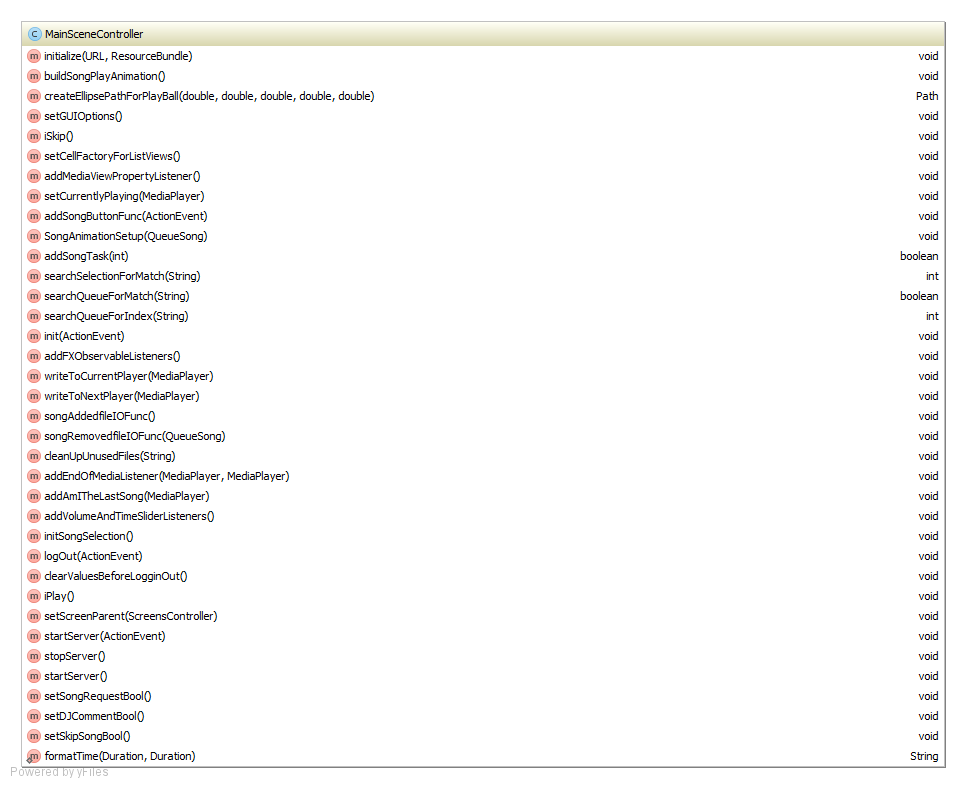 C MainSceneController
m initialize(URL, ResourceBundle) void
m buildSongPlayAnimation() void
m createEllipsePathForPlayBall(double, double, double, double, double) Path
m setGUIOptions() void
m iSkip() void
m setCellFactoryForListViews() void
m addMediaViewPropertyListener() void
m setCurrentlyPlaying(MediaPlayer) void
m addSongButtonFunc(ActionEvent) void
m SongAnimationSetup(QueueSong) void
m addSongTask(int) boolean
m searchSelectionForMatch(String) int
m searchQueueForMatch(String) boolean
m searchQueueForIndex(String) int
m init(ActionEvent) void
m addFXObservableListeners() void
m writeToCurrentPlayer(MediaPlayer) void
m writeToNextPlayer(MediaPlayer) void
m songAddedfileIOFunc() void
m songRemovedfileIOFunc(QueueSong) void
m cleanUpUnusedFiles(String) void
m addEndOfMediaListener(MediaPlayer, MediaPlayer) void
m addAmITheLastSong(MediaPlayer) void
m addVolumeAndTimeSliderListeners() void
m initSongSelection() void
m logOut(ActionEvent) void
m clearValuesBeforeLogginOut() void
m iPlay() void
m setScreenParent(ScreensController) void
m startServer(ActionEvent) void
m stopServer() void
m startServer() void
m setSongRequestBool() void
m setDJCommentBool() void
m setSkipSongBool() void
m formatTime(Duration, Duration) String
Powered by yFiles